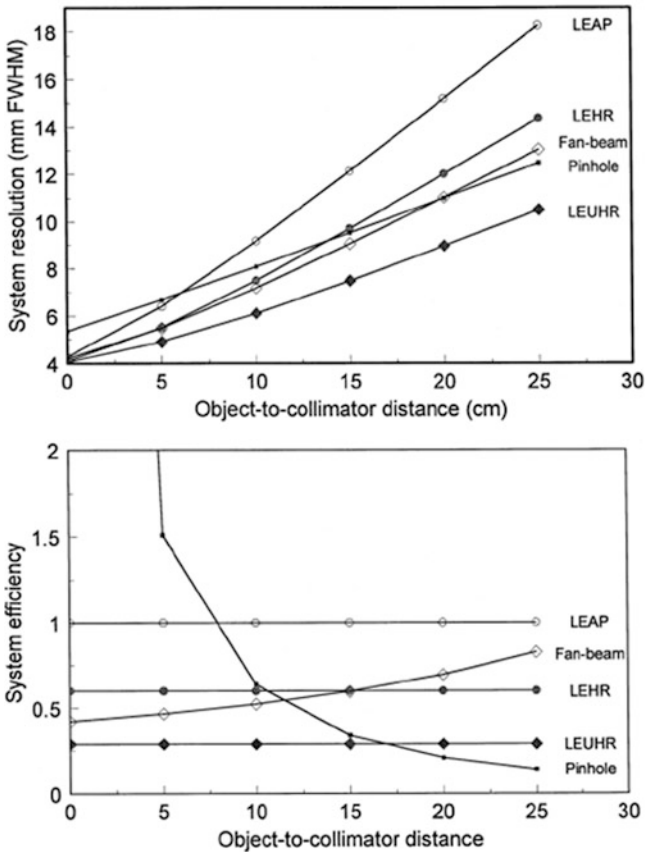 System resolution (mm FWHM)
18
16
14
12
10
8
6
4
LEAP
LEHR
Fan-beam
Pinhole
LEUHR
0 5 10 15 20 25 30
Object-to-collimator distance (cm)
System efficiency
2
1.5
1
0.5
0
LEAP
Fan-beam
LEHR
LEUHR
Pinhole
0 5 10 15 20 25 30
Object-to-collimator distance